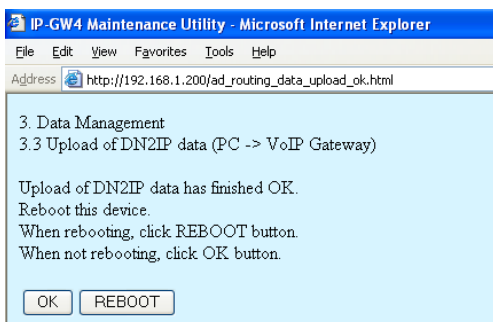 IP-GW4 Maintenance Utility - Microsoft Internet Explorer
File Edit View Favorites Tools Help
Address http://192.168.1.200/ad_routing_data_upload_ok.html
3. Data Management
3.3 Upload of DN2IP data (PC -> VoIP Gateway)
Upload of DN2IP data has finished OK.
Reboot this device.
When rebooting, click REBOOT button.
When not rebooting, click OK button.
OK REBOOT